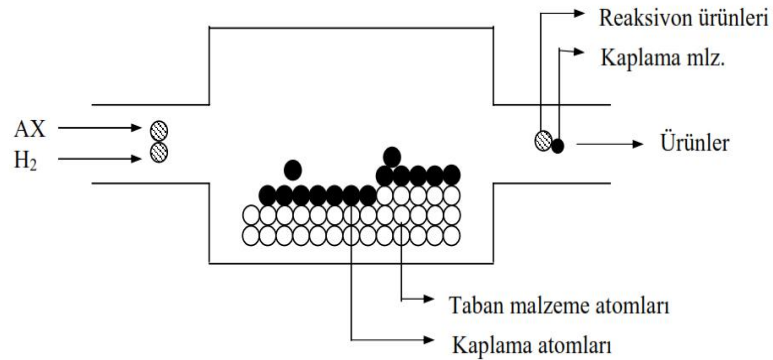 Reaksivon ürünleri
Kaplama mlz.
AX
H₂
Ürünler
Taban malzeme atomları
Kaplama atomları